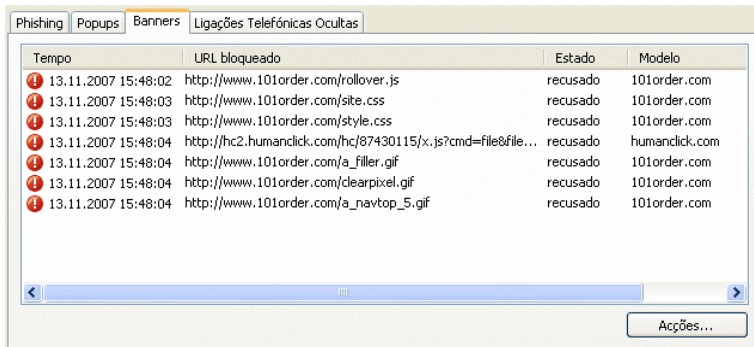 Phishing Popups Banners Ligações Telefónicas Ocultas
Tempo URL bloqueado Estado Modelo
13.11.2007 15:48:02 http://www.101order.com/rollover.js recusado 101order.com
13.11.2007 15:48:03 http://www.101order.com/site.css recusado 101order.com
13.11.2007 15:48:03 http://www.101order.com/style.css recusado 101order.com
13.11.2007 15:48:04 http://hc2.humanclick.com/hc/87430115/x.js?cmd=file&file... recusado humanclick.com
13.11.2007 15:48:04 http://www.101order.com/a_filler.gif recusado 101order.com
13.11.2007 15:48:04 http://www.101order.com/clearpixel.gif recusado 101order.com
13.11.2007 15:48:04 http://www.101order.com/a_navtop_5.gif recusado 101order.com
Acções...